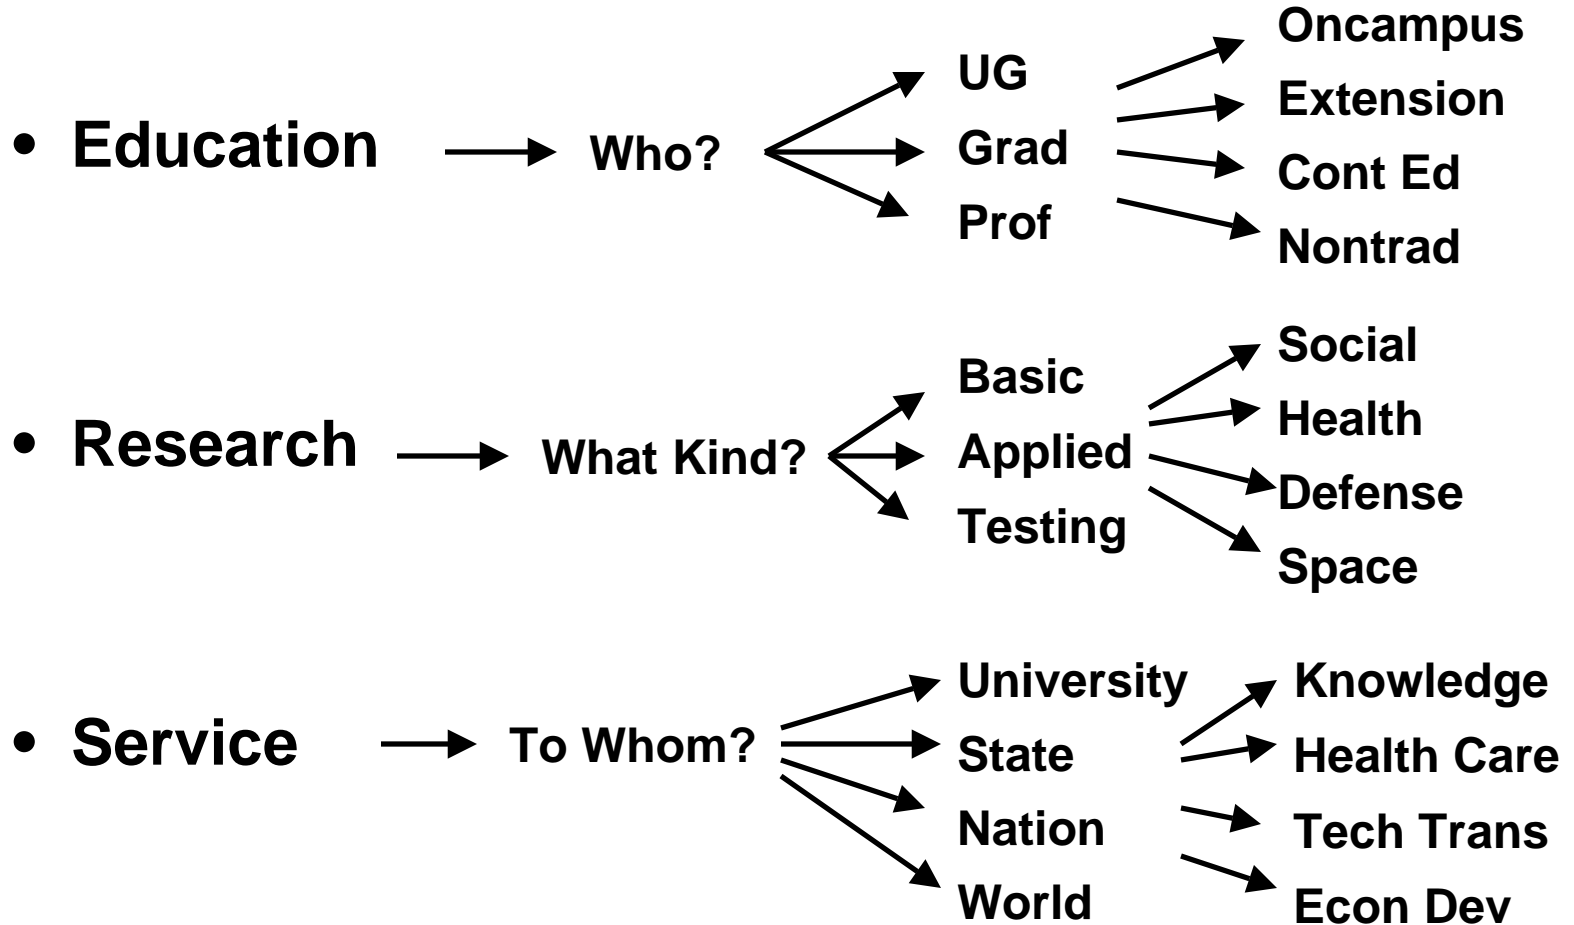 • Education
Who?
UG
Grad
Prof
Oncampus
Extension
Cont Ed
Nontrad
• Research
What Kind?
Basic
Applied
Testing
Social
Health
Defense
Space
• Service
To Whom?
University
State
Nation
World
Knowledge
Health Care
Tech Trans
Econ Dev